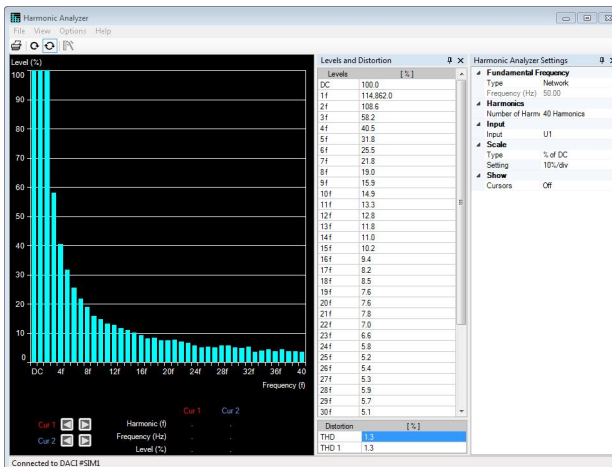 Harmonic Analyzer
File View Options Help
Level (%)
100
90
80
70
60
50
40
30
20
10
0
DC 4f 8f 12f 16f 20f 24f 28f 32f 36f 40
Frequency (f)
Cur 1 Cur 2
Cur 1 Harmonic (f) . .
Cur 2 Frequency (Hz) . .
Level (%) . .
Levels and Distortion
Levels [ % ]
DC 100.0
1f 114,862.0
2f 108.6
3f 58.2
4f 40.5
5f 31.8
6f 25.5
7f 21.8
8f 19.0
9f 15.9
10f 14.9
11f 13.3
12f 12.8
13f 11.8
14f 11.0
15f 10.2
16f 9.4
17f 8.2
18f 8.5
19f 7.6
20f 7.6
21f 7.8
22f 7.0
23f 6.6
24f 5.8
25f 5.2
26f 5.4
27f 5.3
28f 5.9
29f 5.7
30f 5.1
Distortion [ % ]
THD 1.3
THD 1 1.3
Harmonic Analyzer Settings
Fundamental Frequency
Type Network
Frequency (Hz) 50.00
Harmonics
Number of Harm 40 Harmonics
Input
Input U1
Scale
Type % of DC
Setting 10%/div
Show
Cursors Off
Connected to DACI #SIM1